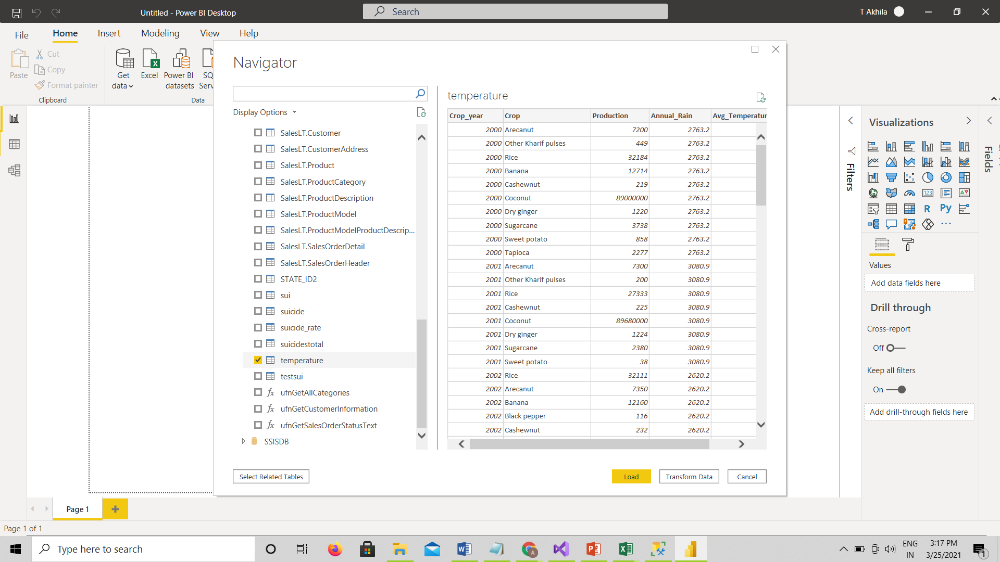 Untitled - Power BI Desktop
Search
T Akhila
File
Home
Insert
Modeling
View
Help
Paste
Cut
Copy
Format painter
Clipboard
Get data
Excel
Power BI datasets
SQ
Serv
Data
Navigator
Display Options
SalesLT.Customer
SalesLT.CustomerAddress
SalesLT.Product
SalesLT.ProductCategory
SalesLT.ProductDescription
SalesLT.ProductModel
SalesLT.ProductModelProductDescrip...
SalesLT.SalesOrderDetail
SalesLT.SalesOrderHeader
STATE_ID2
sui
suicide
suicide_rate
suicidestotal
temperature
testsui
fx ufnGetAllCategories
fx ufnGetCustomerInformation
fx ufnGetSalesOrderStatusText
SSISDB
temperature
Crop_year Crop Production Annual_Rain Avg_Temperatur
2000 Arecanut 7200 2763.2
2000 Other Kharif pulses 449 2763.2
2000 Rice 32184 2763.2
2000 Banana 12714 2763.2
2000 Cashewnut 219 2763.2
2000 Coconut 89000000 2763.2
2000 Dry ginger 1220 2763.2
2000 Sugarcane 3738 2763.2
2000 Sweet potato 858 2763.2
2000 Tapioca 2277 2763.2
2001 Arecanut 7300 3080.9
2001 Other Kharif pulses 200 3080.9
2001 Rice 27333 3080.9
2001 Cashewnut 225 3080.9
2001 Coconut 89680000 3080.9
2001 Dry ginger 1224 3080.9
2001 Sugarcane 2380 3080.9
2001 Sweet potato 38 3080.9
2002 Rice 32111 2620.2
2002 Arecanut 7350 2620.2
2002 Banana 12160 2620.2
2002 Black pepper 116 2620.2
2002 Cashewnut 232 2620.2
Select Related Tables
Load
Transform Data
Cancel
Filters
Visualizations
123
R
Py
...
Values
Add data fields here
Drill through
Cross-report
Off
Keep all filters
On
Add drill-through fields here
Fields
Page 1
Page 1 of 1
Type here to search
A
ENG
IN
3:17 PM
3/25/2021
1